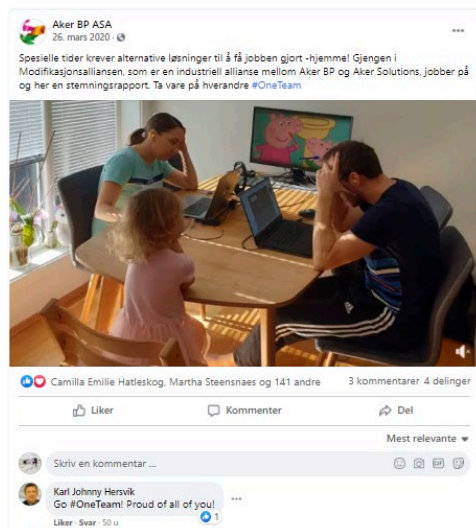 Aker BP ASA
26. mars 2020 ·
Spesielle tider krever alternative løsninger til å få jobben gjort -hjemme! Gjengen i
Modifikasjonsalliansen, som er en industriell allianse mellom Aker BP og Aker Solutions, jobber på
og her en stemningsrapport. Ta vare på hverandre #OneTeam
Camilla Emilie Hatleskog, Martha Steensnaes og 141 andre 3 kommentarer 4 delinger
Liker Kommenter Del
Mest relevante
Skriv en kommentar ...
GIF
Karl Johnny Hersvik
Go #OneTeam! Proud of all of you!
1
Liker · Svar · 50 u